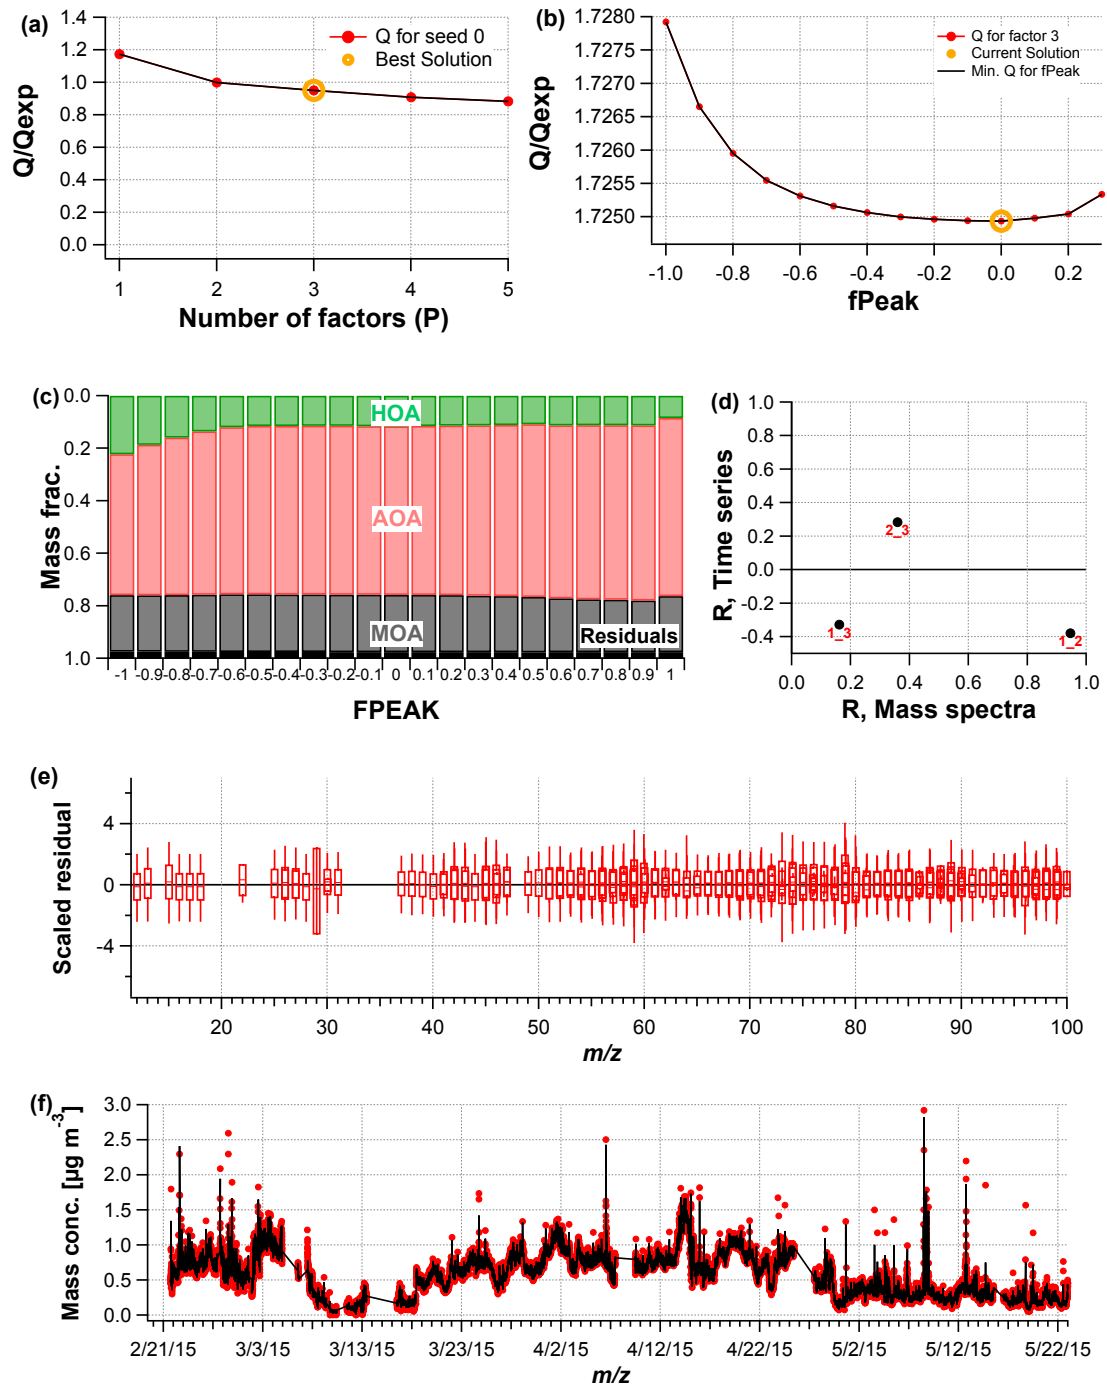 (a)
1.4
1.2
1.0
0.8
0.6
0.4
0.2
0.0
Q/Qexp
Q for seed 0
Best Solution
1 2 3 4 5
Number of factors (P)
(b)
1.7280
1.7275
1.7270
1.7265
1.7260
1.7255
1.7250
Q/Qexp
Q for factor 3
Current Solution
Min. Q for fPeak
-1.0 -0.8 -0.6 -0.4 -0.2 0.0 0.2
fPeak
(c)
0.0
0.2
0.4
0.6
0.8
1.0
Mass frac.
HOA
AOA
MOA
Residuals
-1 -0.9 -0.8 -0.7 -0.6 -0.5 -0.4 -0.3 -0.2 -0.1 0 0.1 0.2 0.3 0.4 0.5 0.6 0.7 0.8 0.9 1
FPEAK
(d)
1.0
0.8
0.6
0.4
0.2
0.0
-0.2
-0.4
R, Time series
2_3
1_3
1_2
0.0 0.2 0.4 0.6 0.8 1.0
R, Mass spectra
(e)
4
0
-4
Scaled residual
20 30 40 50 60 70 80 90 100
m/z
(f)
3.0
2.5
2.0
1.5
1.0
0.5
0.0
Mass conc. [µg m⁻³]
2/21/15 3/3/15 3/13/15 3/23/15 4/2/15 4/12/15 4/22/15 5/2/15 5/12/15 5/22/15
m/z